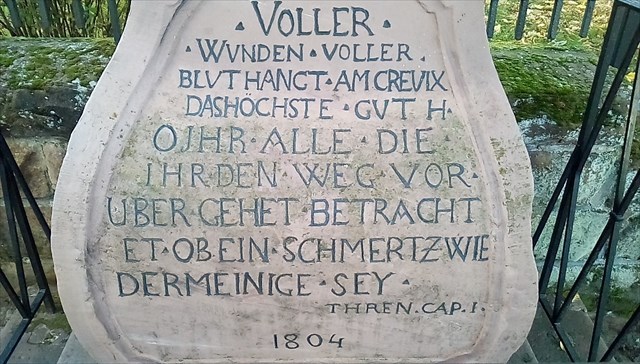 · VOLLER ·
· WVNDEN · VOLLER ·
BLVT HANGT · AM CREVIX
DAS HÖCHSTE · GVT H ·
O IHR · ALLE · DIE ·
IHR DEN · WEG · VOR ·
ÜBER · GEHET · BETRACHT
ET · OB EIN · SCHMERTZ WIE
DER MEINIGE · SEY ·
THREN . CAP . I .
1804